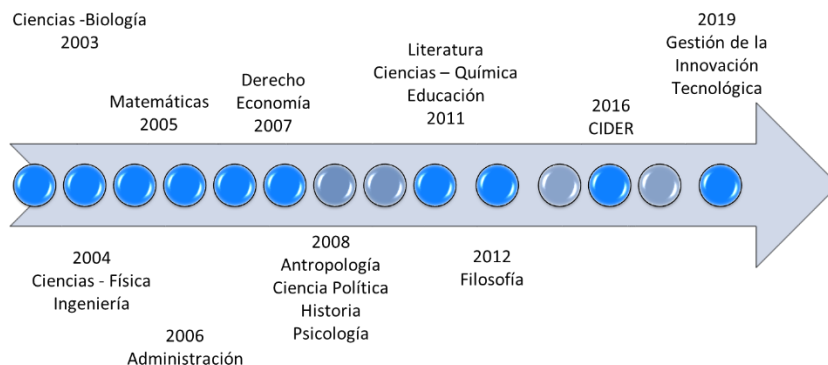 Ciencias -Biología
2003
2004
Ciencias - Física
Ingeniería
Matemáticas
2005
2006
Administración
Derecho
Economía
2007
2008
Antropología
Ciencia Política
Historia
Psicología
Literatura
Ciencias – Química
Educación
2011
2012
Filosofía
2016
CIDER
2019
Gestión de la
Innovación
Tecnológica